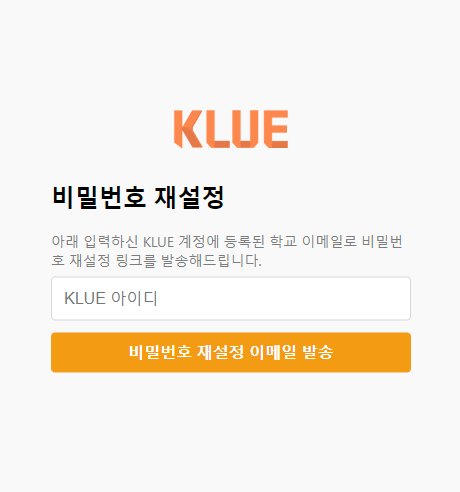 KLUE
비밀번호 재설정
아래 입력하신 KLUE 계정에 등록된 학교 이메일로 비밀번
호 재설정 링크를 발송해드립니다.
KLUE 아이디
비밀번호 재설정 이메일 발송